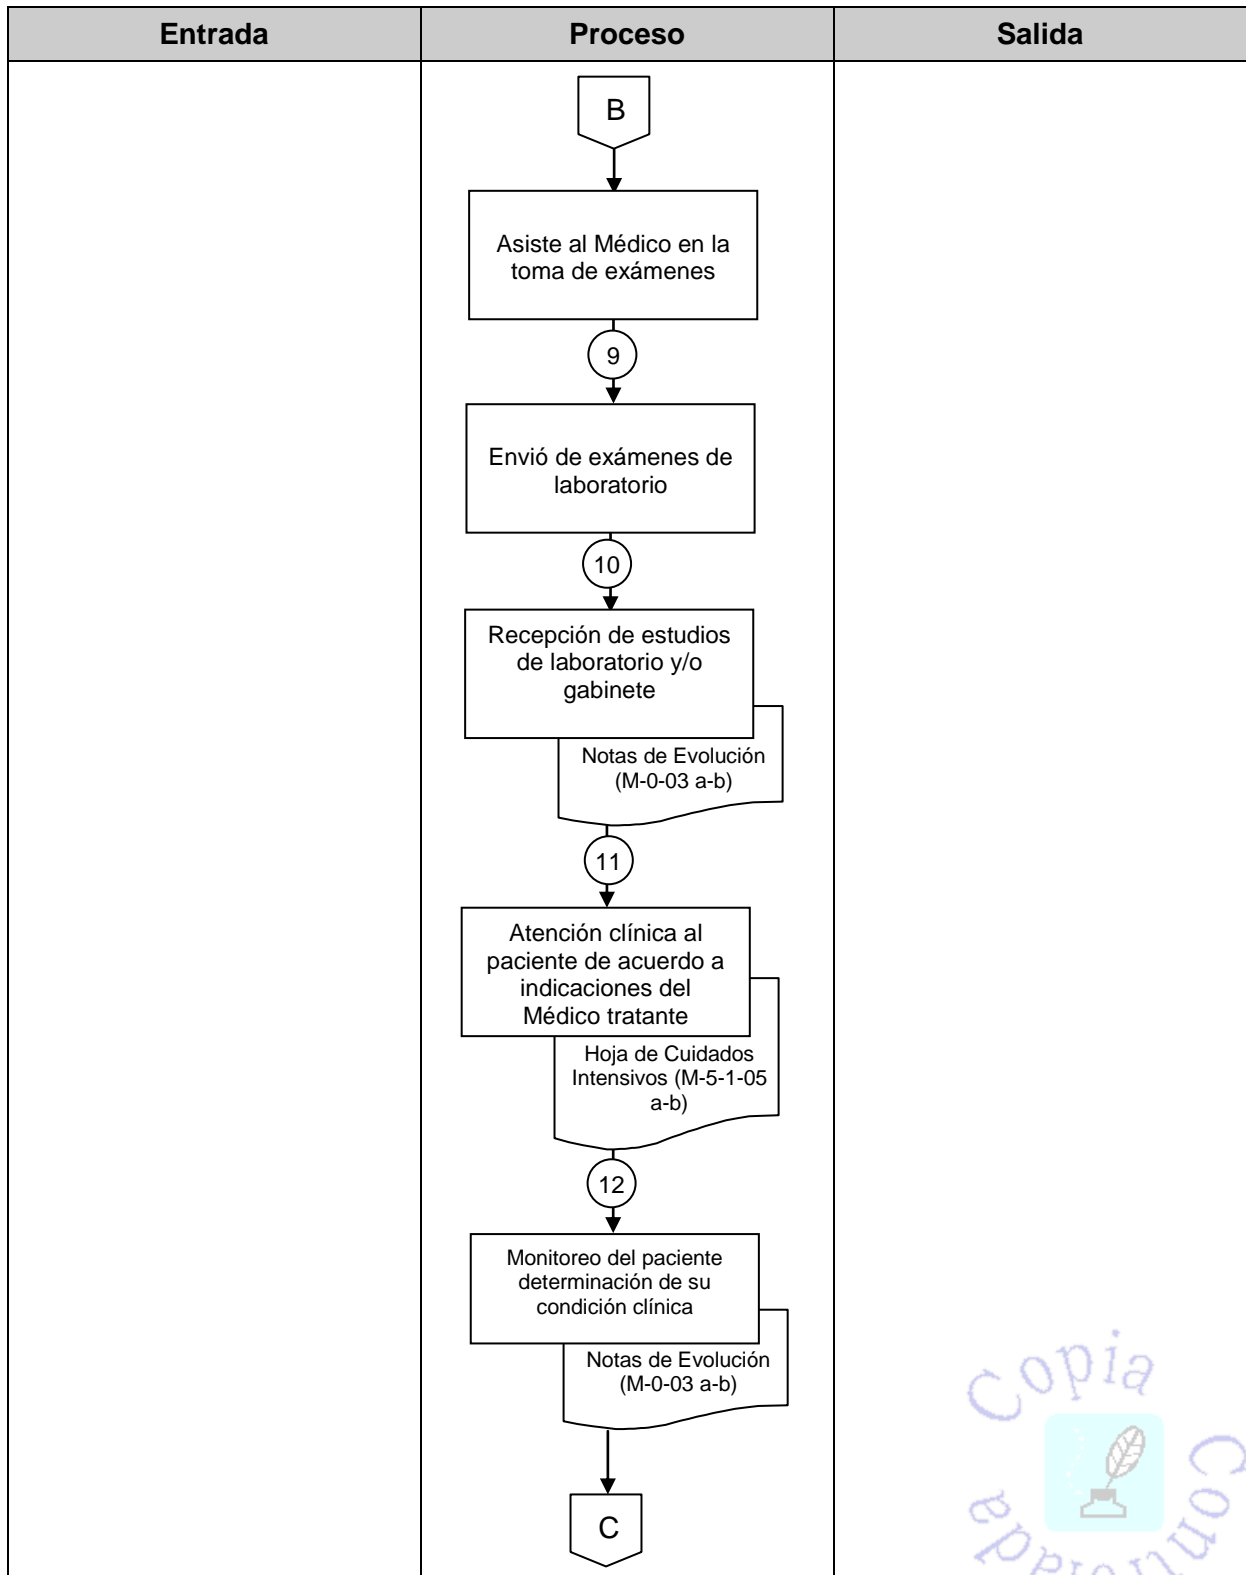 Entrada
Proceso
Salida
B
Asiste al Médico en la
toma de exámenes
9
Envió de exámenes de
laboratorio
10
Recepción de estudios
de laboratorio y/o
gabinete
Notas de Evolución
(M-0-03 a-b)
11
Atención clínica al
paciente de acuerdo a
indicaciones del
Médico tratante
Hoja de Cuidados
Intensivos (M-5-1-05
a-b)
12
Monitoreo del paciente
determinación de su
condición clínica
Notas de Evolución
(M-0-03 a-b)
C
Copia
Controlada